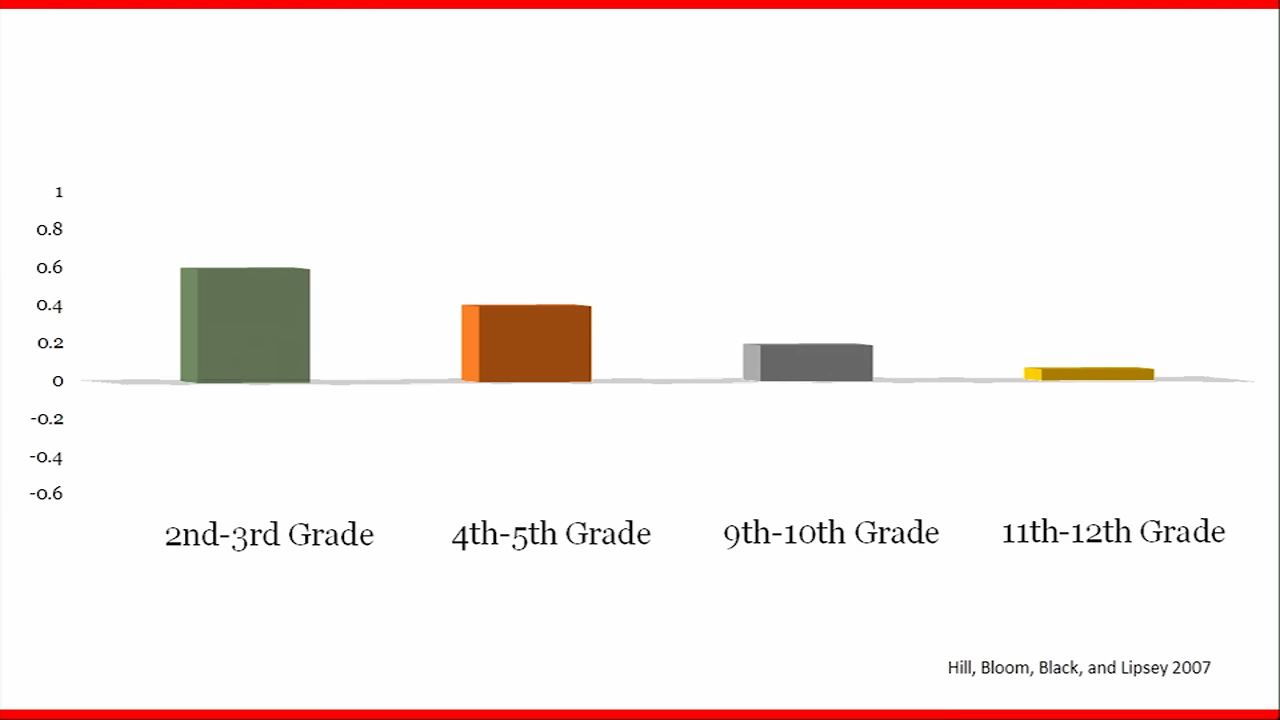 1
0.8
0.6
0.4
0.2
0
-0.2
-0.4
-0.6
2nd-3rd Grade
4th-5th Grade
9th-10th Grade
11th-12th Grade
Hill, Bloom, Black, and Lipsey 2007